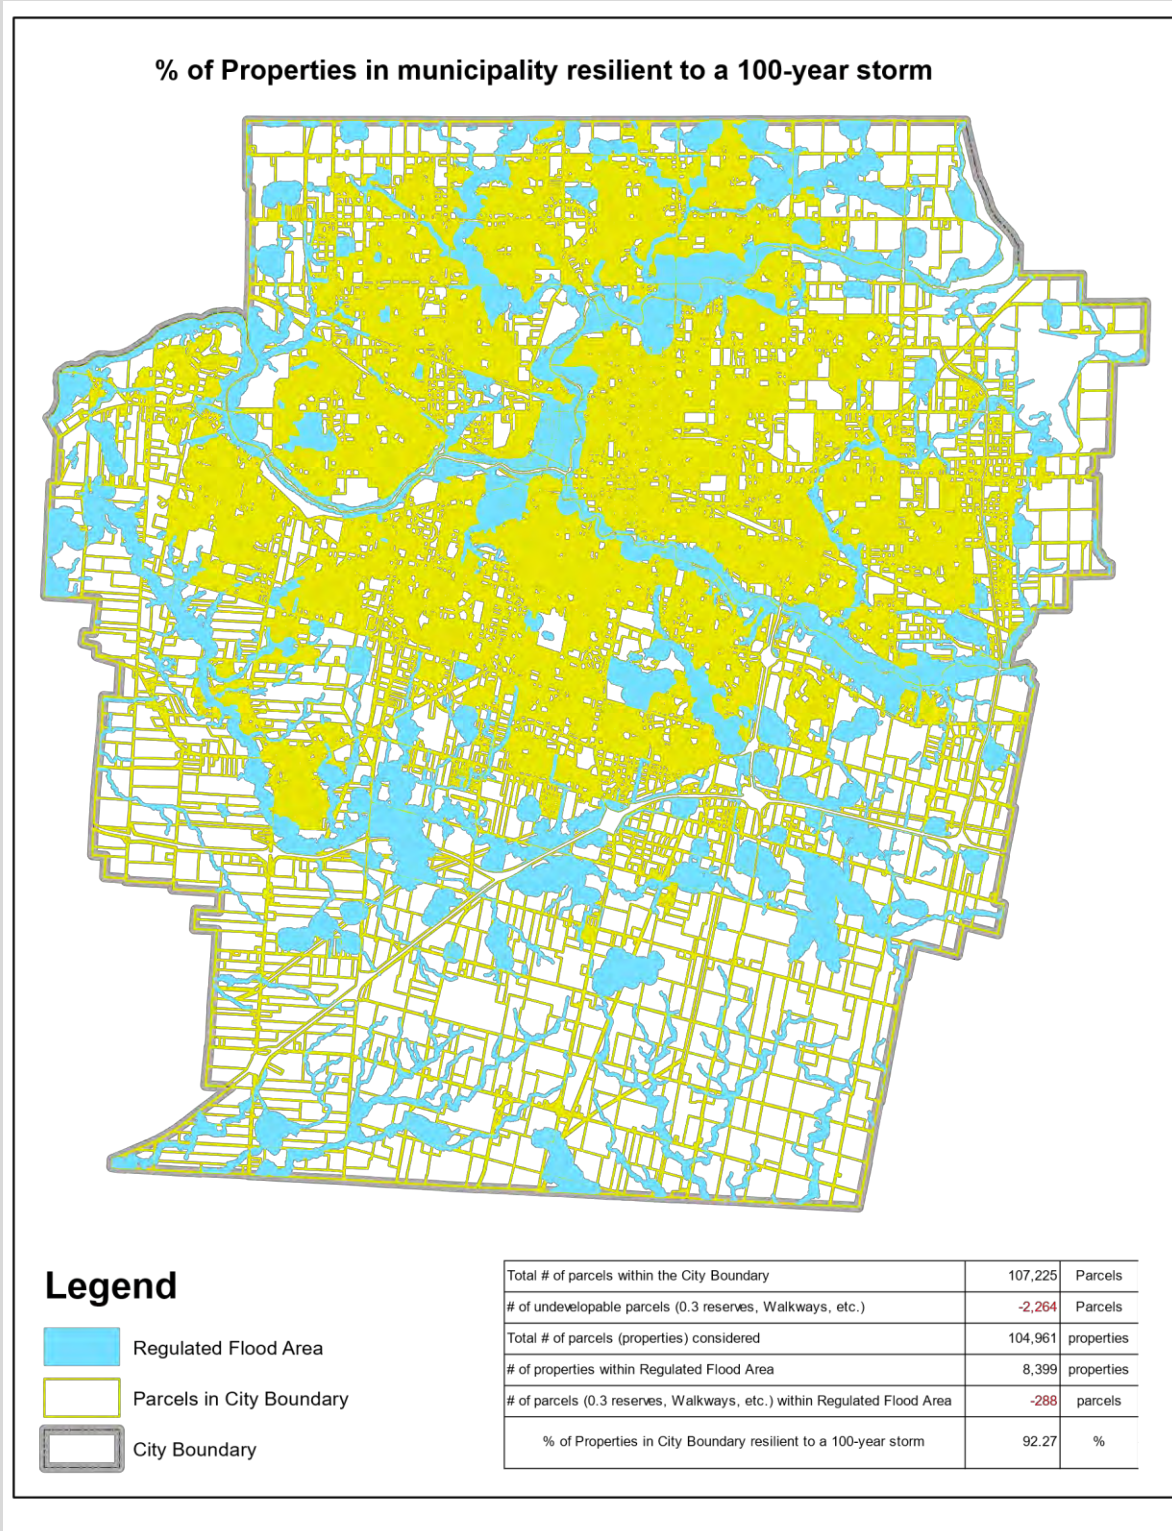 % of Properties in municipality resilient to a 100-year storm
Legend
Regulated Flood Area
Parcels in City Boundary
City Boundary
Total # of parcels within the City Boundary 107,225 Parcels
# of undevelopable parcels (0.3 reserves, Walkways, etc.) -2,264 Parcels
Total # of parcels (properties) considered 104,961 properties
# of properties within Regulated Flood Area 8,399 properties
# of parcels (0.3 reserves, Walkways, etc.) within Regulated Flood Area -288 parcels
% of Properties in City Boundary resilient to a 100-year storm 92.27 %